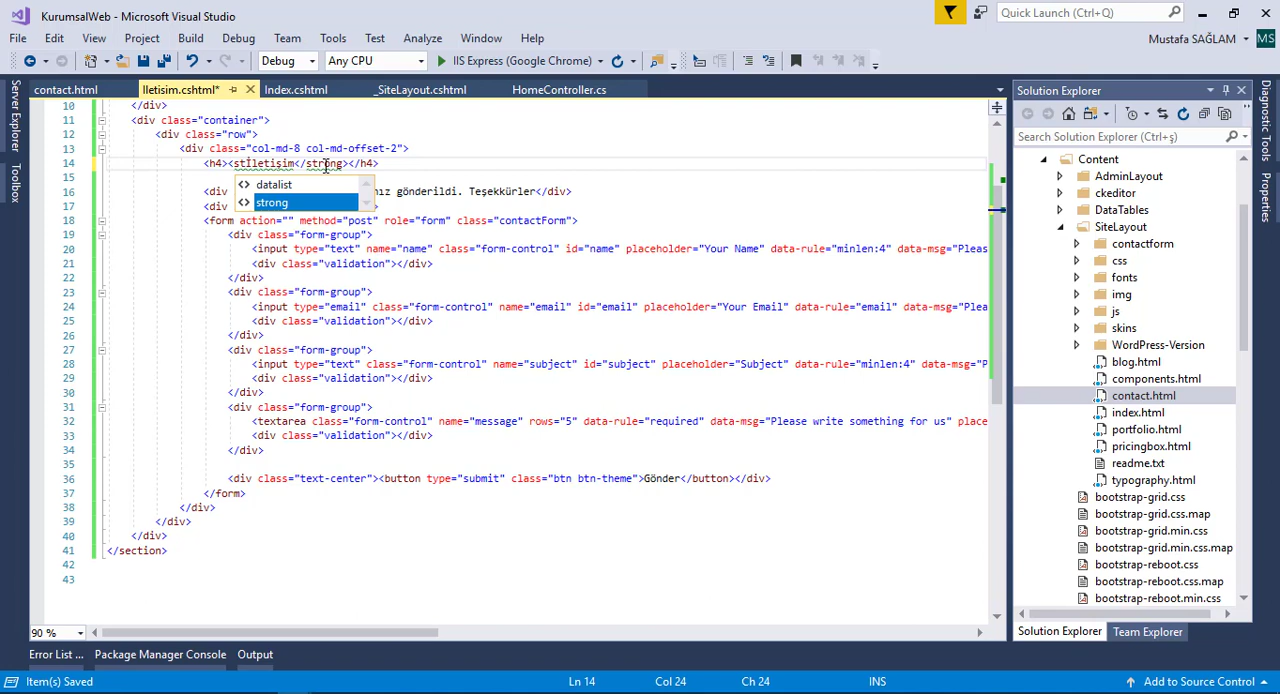 KurumsalWeb - Microsoft Visual Studio
Quick Launch (Ctrl+Q)
File Edit View Project Build Debug Team Tools Test Analyze Window Help
Mustafa SAĞLAM MS
Debug Any CPU IIS Express (Google Chrome)
Server Explorer
Toolbox
contact.html Iletisim.cshtml* Index.cshtml _SiteLayout.cshtml HomeController.cs
10 </div>
11 <div class="container">
12 <div class="row">
13 <div class="col-md-8 col-md-offset-2">
14 <h4><stİletişim</strong></h4>
15
datalist
16 <div nız gönderildi. Teşekkürler</div>
strong
17 <div
18 <form action="" method="post" role="form" class="contactForm">
19 <div class="form-group">
20 <input type="text" name="name" class="form-control" id="name" placeholder="Your Name" data-rule="minlen:4" data-msg="Pleas
21 <div class="validation"></div>
22 </div>
23 <div class="form-group">
24 <input type="email" class="form-control" name="email" id="email" placeholder="Your Email" data-rule="email" data-msg="Plea
25 <div class="validation"></div>
26 </div>
27 <div class="form-group">
28 <input type="text" class="form-control" name="subject" id="subject" placeholder="Subject" data-rule="minlen:4" data-msg="P
29 <div class="validation"></div>
30 </div>
31 <div class="form-group">
32 <textarea class="form-control" name="message" rows="5" data-rule="required" data-msg="Please write something for us" place
33 <div class="validation"></div>
34 </div>
35
36 <div class="text-center"><button type="submit" class="btn btn-theme">Gönder</button></div>
37 </form>
38 </div>
39 </div>
40 </div>
41 </section>
42
43
90 %
Solution Explorer
Search Solution Explorer (Ctrl+ş)
Content
AdminLayout
ckeditor
DataTables
SiteLayout
contactform
css
fonts
img
js
skins
WordPress-Version
blog.html
components.html
contact.html
index.html
portfolio.html
pricingbox.html
readme.txt
typography.html
bootstrap-grid.css
bootstrap-grid.css.map
bootstrap-grid.min.css
bootstrap-grid.min.css.map
bootstrap-reboot.css
bootstrap-reboot.css.map
bootstrap-reboot.min.css
Solution Explorer Team Explorer
Diagnostic Tools
Properties
Error List ... Package Manager Console Output
Item(s) Saved Ln 14 Col 24 Ch 24 INS Add to Source Control